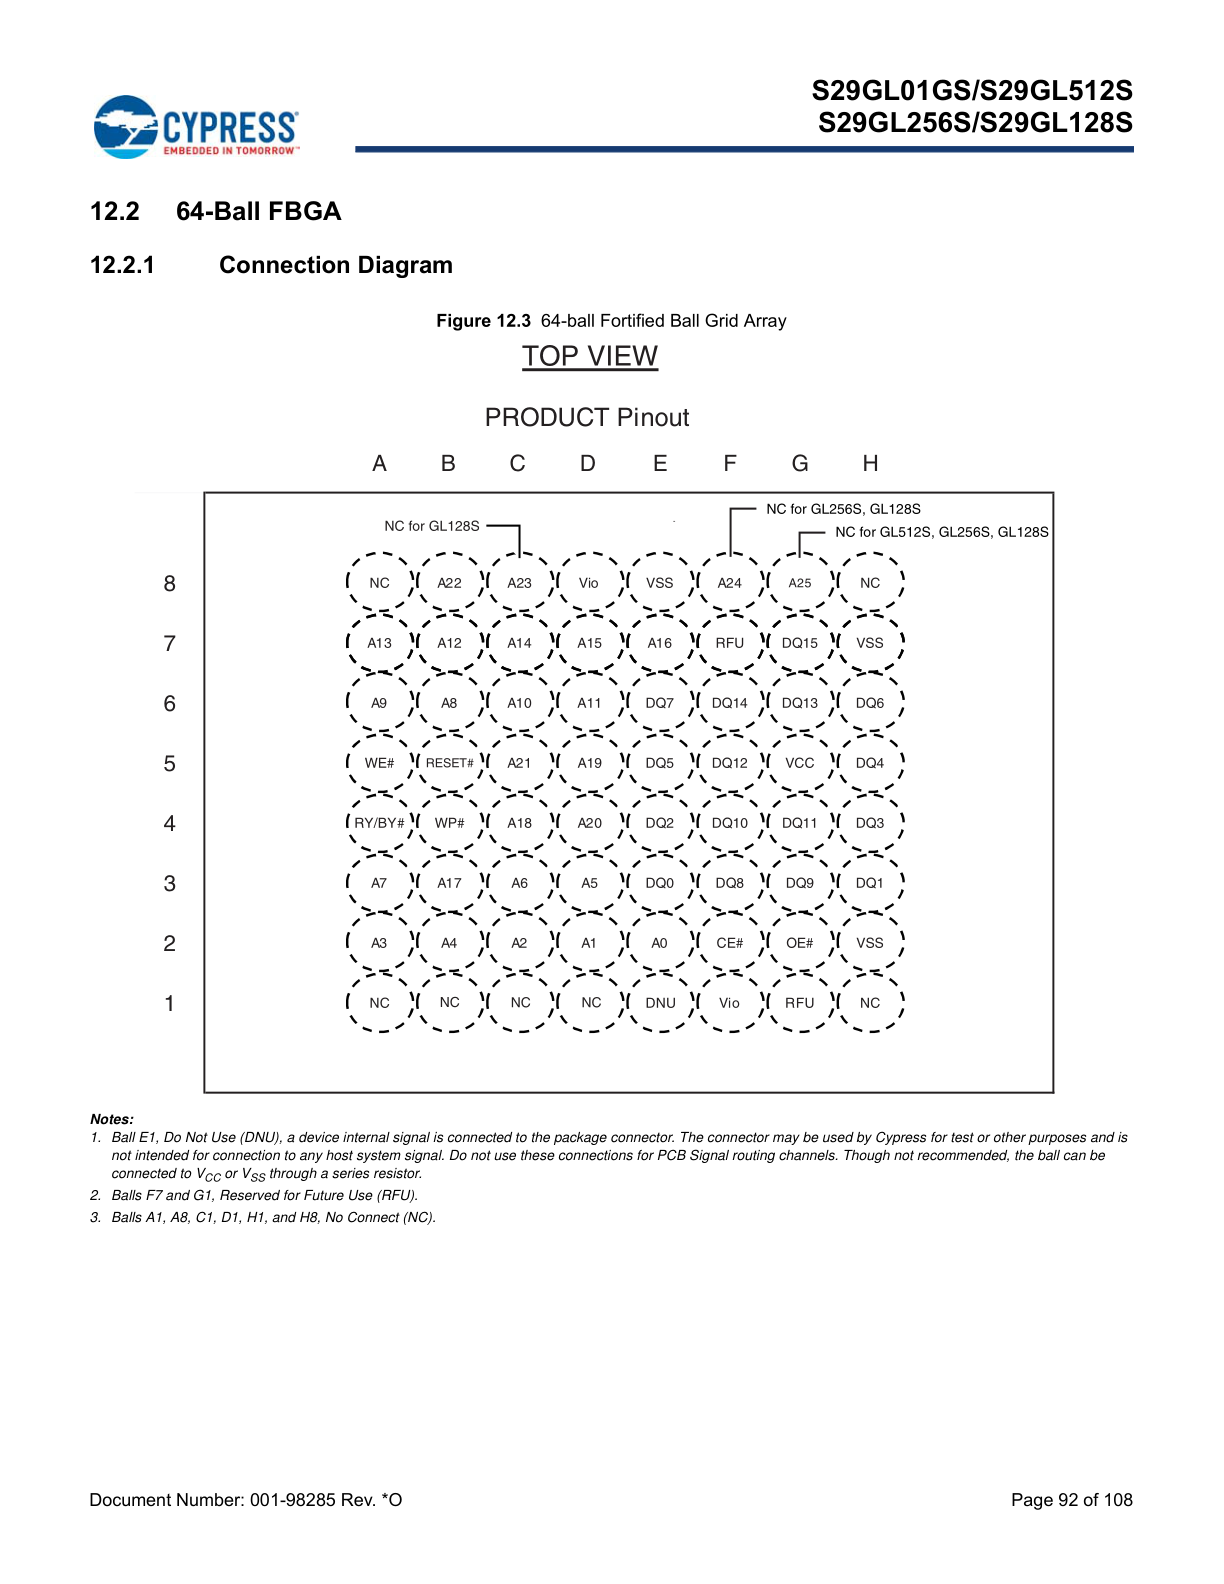 CYPRESS®
EMBEDDED IN TOMORROW™
S29GL01GS/S29GL512S
S29GL256S/S29GL128S
12.2 64-Ball FBGA
12.2.1 Connection Diagram
Figure 12.3 64-ball Fortified Ball Grid Array
TOP VIEW
PRODUCT Pinout
A B C D E F G H
NC for GL256S, GL128S
NC for GL128S
NC for GL512S, GL256S, GL128S
8 NC A22 A23 Vio VSS A24 A25 NC
7 A13 A12 A14 A15 A16 RFU DQ15 VSS
6 A9 A8 A10 A11 DQ7 DQ14 DQ13 DQ6
5 WE# RESET# A21 A19 DQ5 DQ12 VCC DQ4
4 RY/BY# WP# A18 A20 DQ2 DQ10 DQ11 DQ3
3 A7 A17 A6 A5 DQ0 DQ8 DQ9 DQ1
2 A3 A4 A2 A1 A0 CE# OE# VSS
1 NC NC NC NC DNU Vio RFU NC
Notes:
1. Ball E1, Do Not Use (DNU), a device internal signal is connected to the package connector. The connector may be used by Cypress for test or other purposes and is
not intended for connection to any host system signal. Do not use these connections for PCB Signal routing channels. Though not recommended, the ball can be
connected to VCC or VSS through a series resistor.
2. Balls F7 and G1, Reserved for Future Use (RFU).
3. Balls A1, A8, C1, D1, H1, and H8, No Connect (NC).
Document Number: 001-98285 Rev. *O
Page 92 of 108